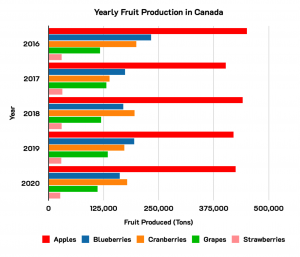 Yearly Fruit Production in Canada
Year
2016
2017
2018
2019
2020
0 125,000 250,000 375,000 500,000
Fruit Produced (Tons)
Apples Blueberries Cranberries Grapes Strawberries